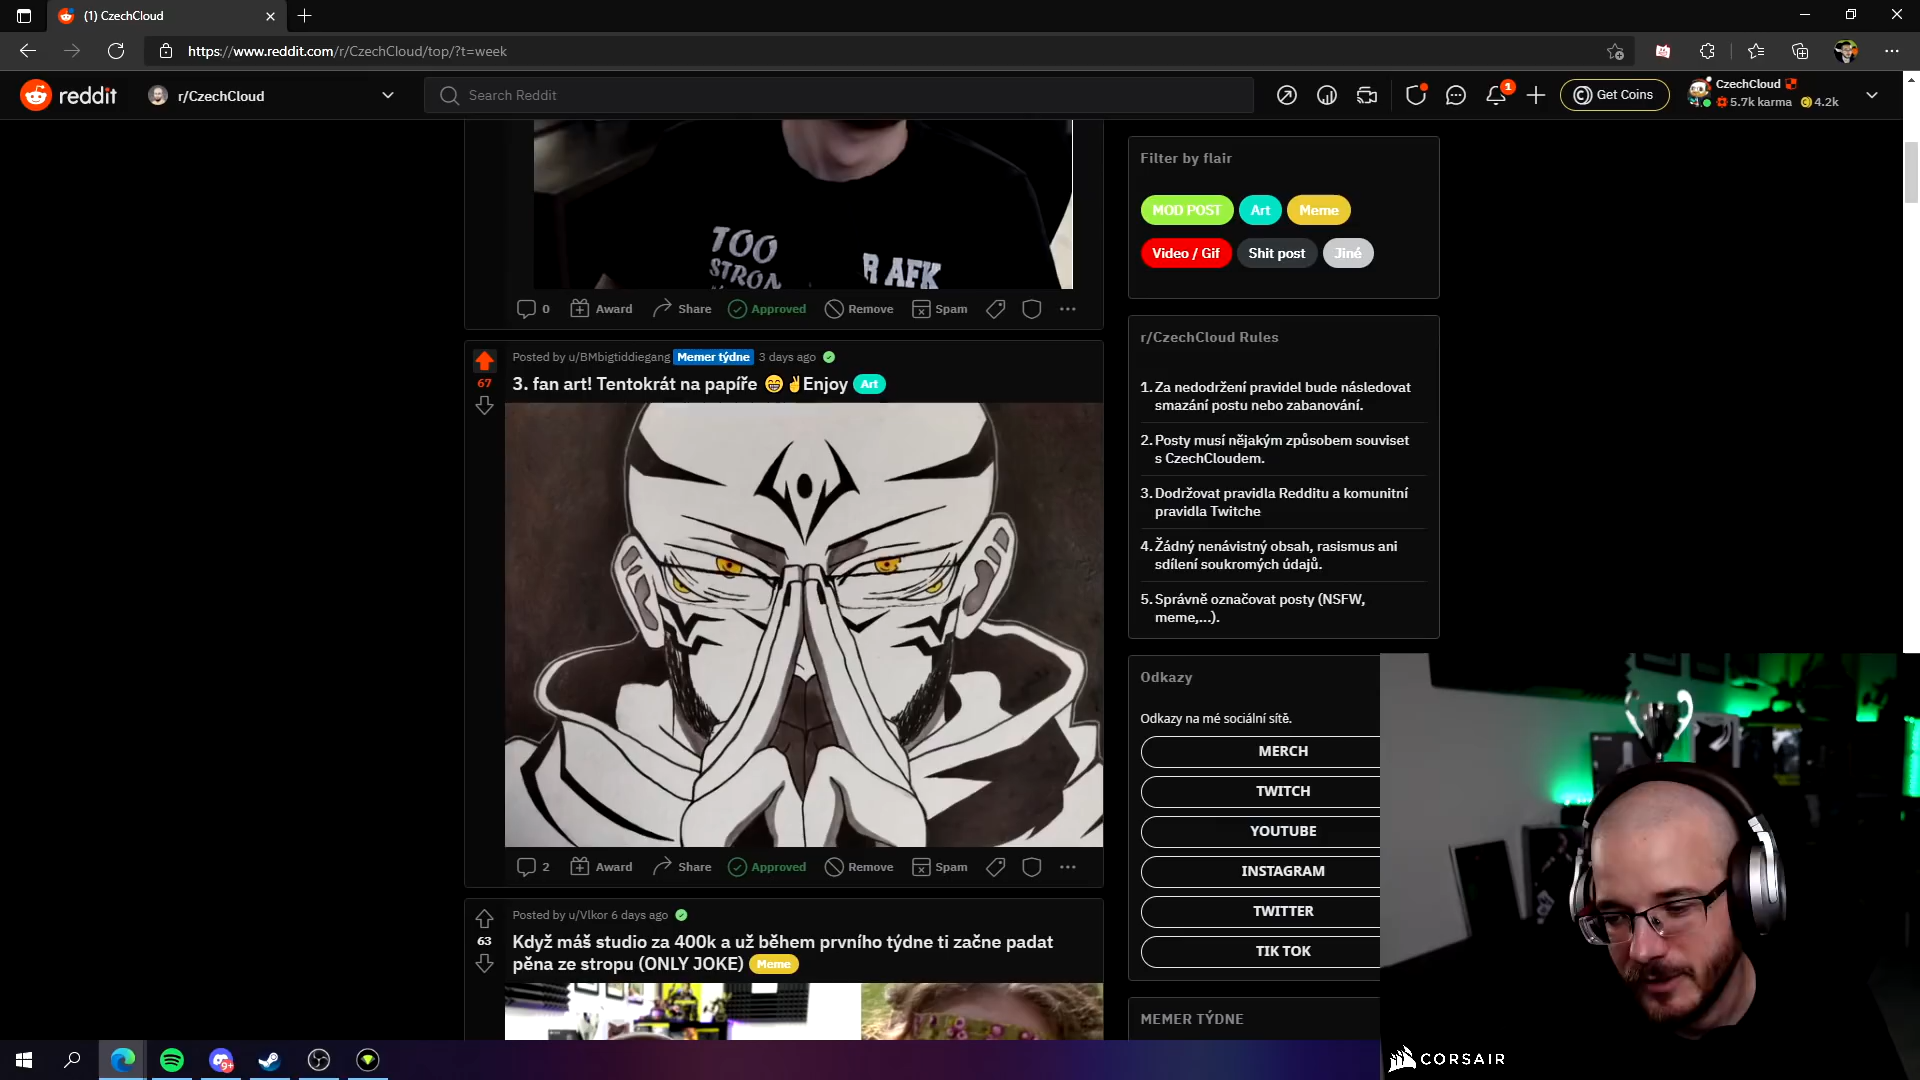 (1) CzechCloud
https://www.reddit.com/r/CzechCloud/top/?t=week
reddit
r/CzechCloud
Search Reddit
1
Get Coins
CzechCloud
5.7k karma
4.2k
TOO
STRON
R AFK
0
Award
Share
Approved
Remove
Spam
Posted by u/BMbigtiddiegang Memer týdne 3 days ago
67
3. fan art! Tentokrát na papíře 😁✌Enjoy Art
2
Award
Share
Approved
Remove
Spam
Posted by u/Vlkor 6 days ago
63
Když máš studio za 400k a už během prvního týdne ti začne padat
pěna ze stropu (ONLY JOKE) Meme
Filter by flair
MOD POST
Art
Meme
Video / Gif
Shit post
Jiné
r/CzechCloud Rules
1. Za nedodržení pravidel bude následovat
smazání postu nebo zabanování.
2. Posty musí nějakým způsobem souviset
s CzechCloudem.
3. Dodržovat pravidla Redditu a komunitní
pravidla Twitche
4. Žádný nenávistný obsah, rasismus ani
sdílení soukromých údajů.
5. Správně označovat posty (NSFW,
meme,...).
Odkazy
Odkazy na mé sociální sítě.
MERCH
TWITCH
YOUTUBE
INSTAGRAM
TWITTER
TIK TOK
MEMER TÝDNE
9+
CORSAIR